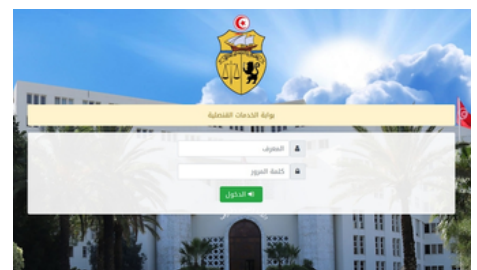 بوابة الخدمات القنصلية
المعرف
كلمة المرور
الدخول